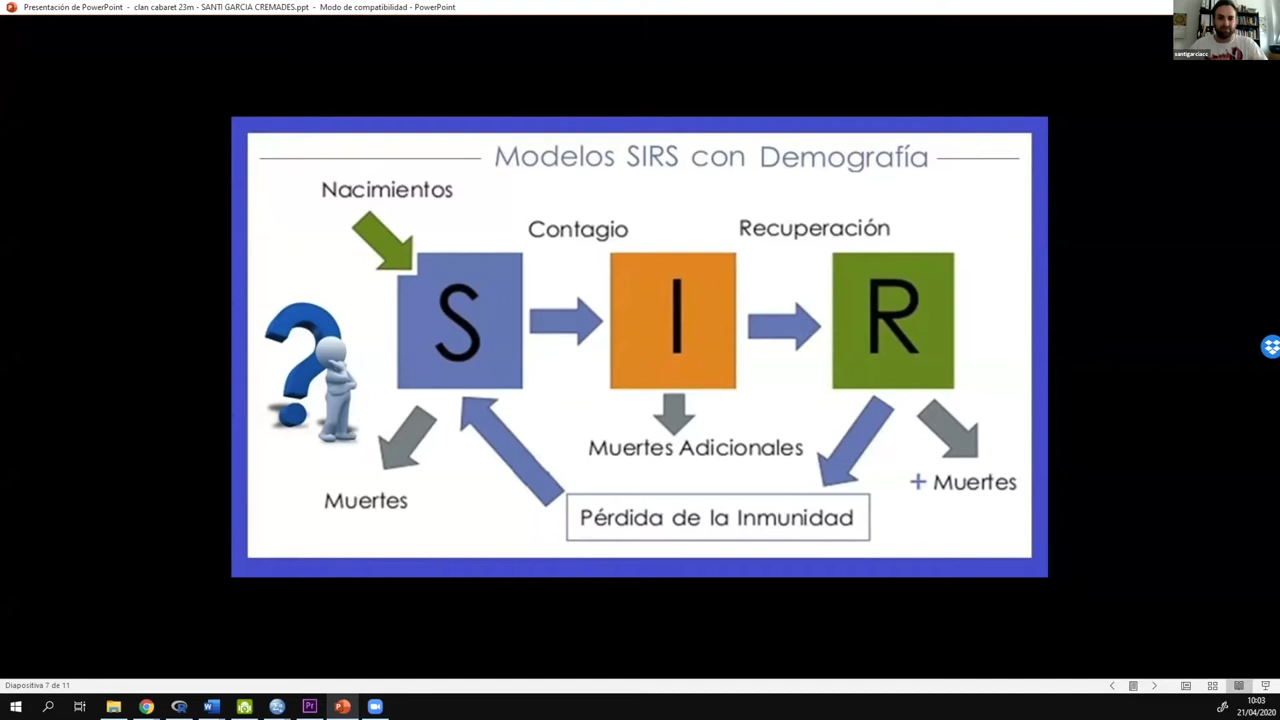 Presentación de PowerPoint - clan cabaret 23m - SANTI GARCIA CREMADES.ppt - Modo de compatibilidad - PowerPoint
santigarciacc
Modelos SIRS con Demografía
Nacimientos
Contagio
Recuperación
S
I
R
?
Muertes Adicionales
+ Muertes
Muertes
Pérdida de la Inmunidad
Diapositiva 7 de 11
10:03
21/04/2020